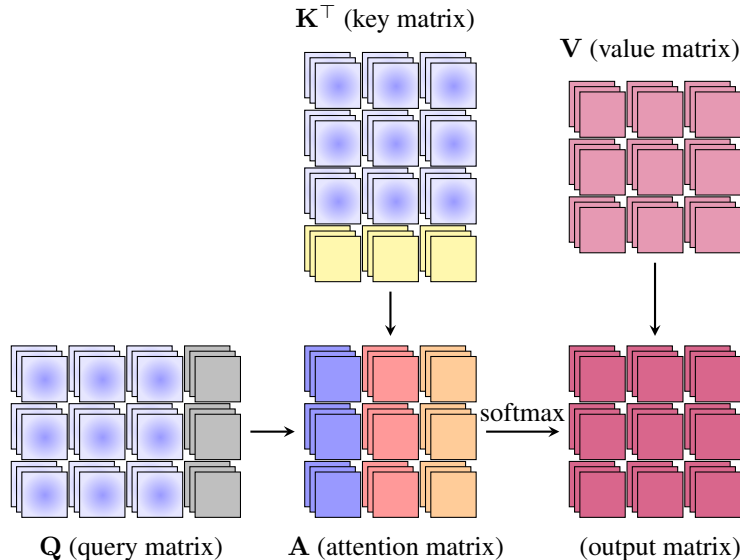 K⊤ (key matrix)
V (value matrix)
softmax
Q (query matrix)
A (attention matrix)
(output matrix)